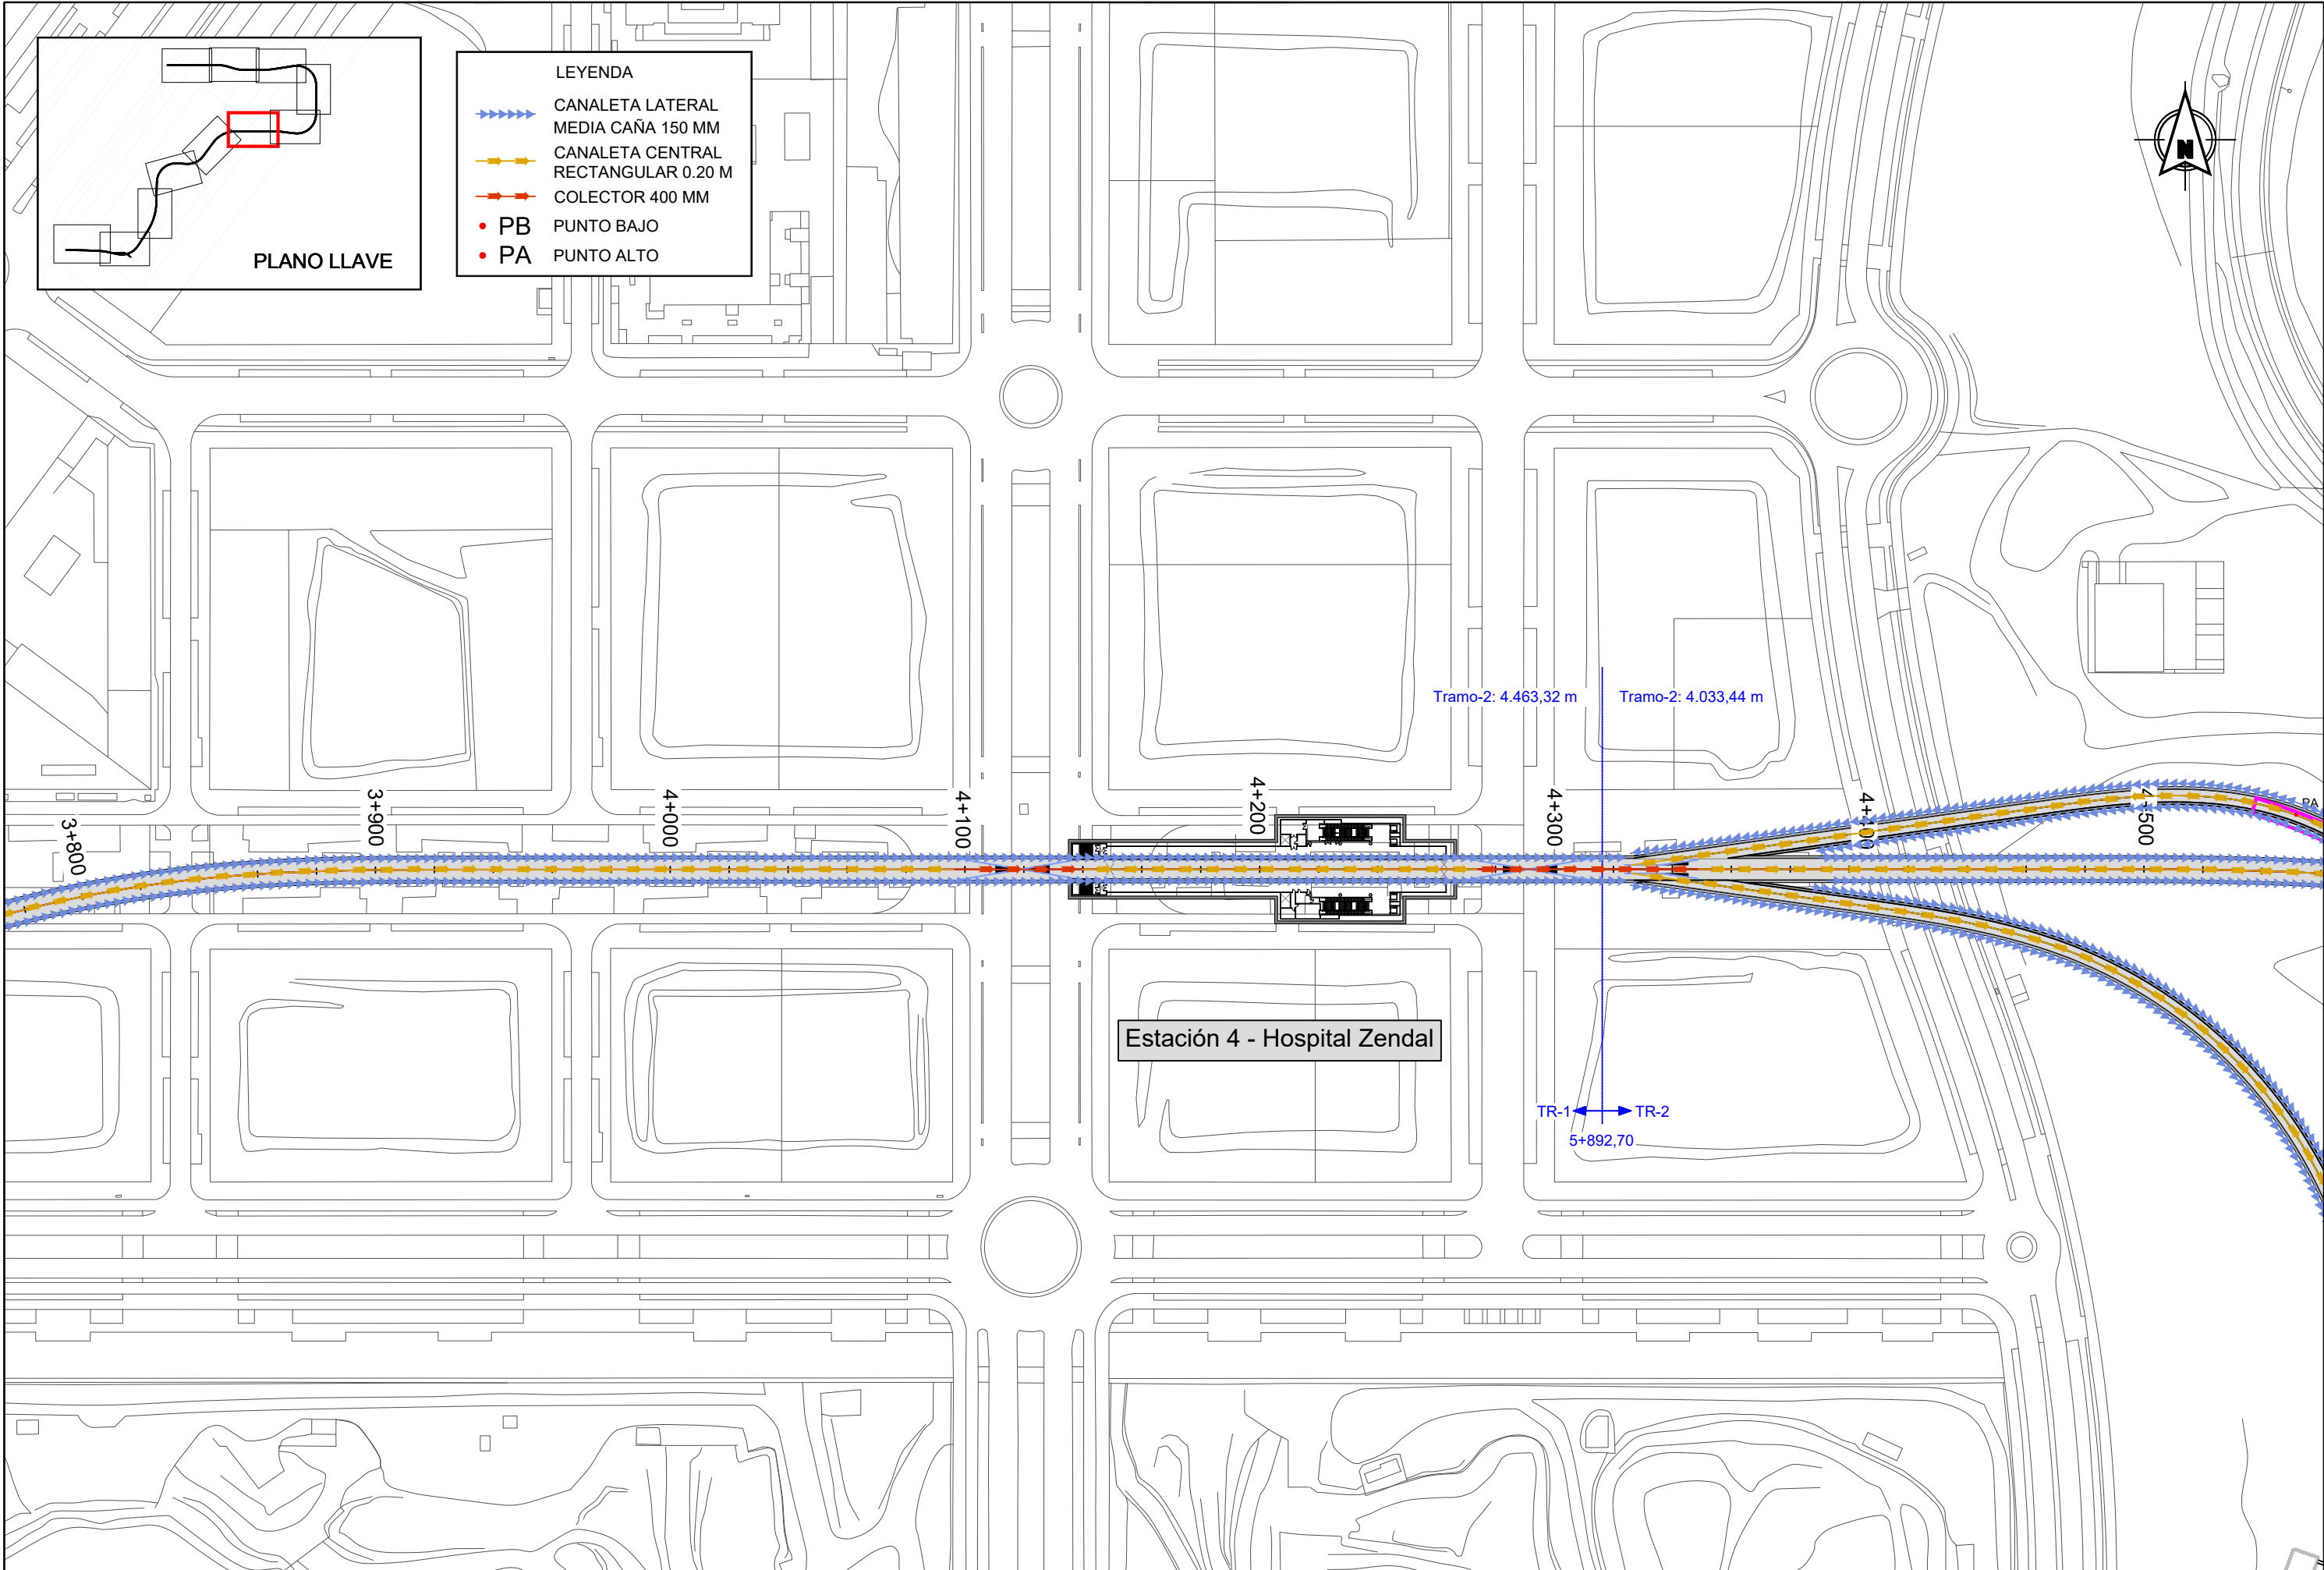 PLANO LLAVE
LEYENDA
CANALETA LATERAL
MEDIA CAÑA 150 MM
CANALETA CENTRAL
RECTANGULAR 0.20 M
COLECTOR 400 MM
PB PUNTO BAJO
PA PUNTO ALTO
N
Tramo-2: 4.463,32 m
Tramo-2: 4.033,44 m
3+800
3+900
4+000
4+100
4+200
4+300
4+400
4+500
PA
Estación 4 - Hospital Zendal
TR-1
TR-2
5+892,70